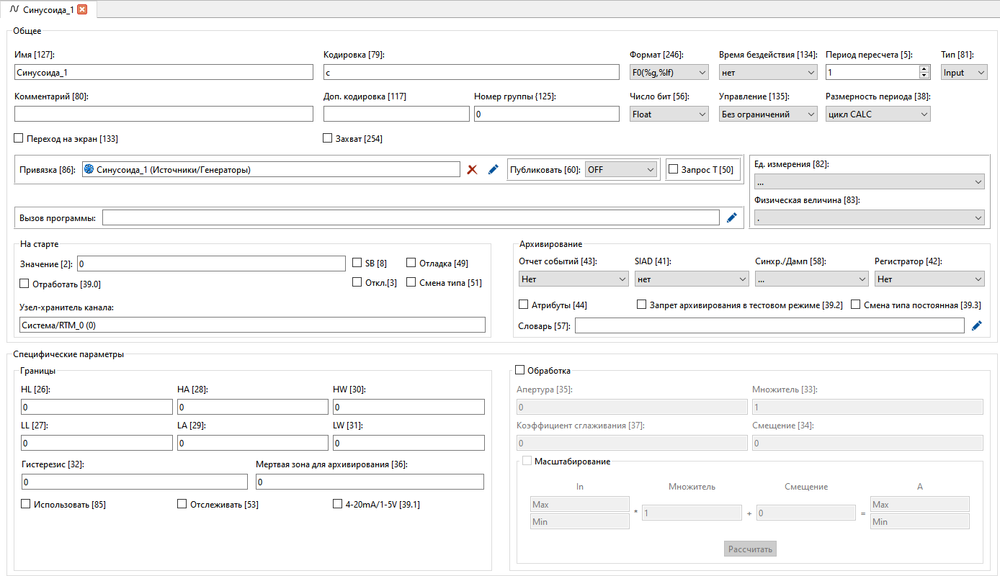 Синусоида_1
Общее
Имя [127]: Кодировка [79]: Формат [246]: Время бездействия [134]: Период пересчета [5]: Тип [81]:
Синусоида_1 с F0(%g,%lf) нет 1 Input
Комментарий [80]: Доп. кодировка [117] Номер группы {125]: Число бит [56]: Управление [135]: Размерность периода [38]:
0 Float Без ограничений цикл CALC
Переход на экран [133] Захват [254]
Привязка [86]: Синусоида_1 (Источники/Генераторы) Публиковать [60]: OFF Запрос T [50]
Ед. измерения [82]:
...
Физическая величина [83]:
.
Вызов программы:
На старте
Значение [2]: 0 SB [8] Отладка [49]
Отработать [39.0] Откл.[3] Смена типа [51]
Узел-хранитель канала:
Система/RTM_0 (0)
Архивирование
Отчет событий [43]: SIAD [41]: Синхр./Дамп [58]: Регистратор [42]:
Нет нет ... Нет
Атрибуты [44] Запрет архивирования в тестовом режиме [39.2] Смена типа постоянная [39.3]
Словарь [57]:
Специфические параметры
Границы
HL [26]: HA [28]: HW [30]:
0 0 0
LL [27]: LA [29]: LW [31]:
0 0 0
Гистерезис [32]: Мертвая зона для архивирования [36]:
0 0
Использовать [85] Отслеживать [53] 4-20mA/1-5V [39.1]
Обработка
Апертура [35]: Множитель [33]:
0 1
Коэффициент сглаживания [37]: Смещение [34]:
0 0
Масштабирование
In Множитель Смещение A
Max Max
* 1 + 0 =
Min Min
Рассчитать